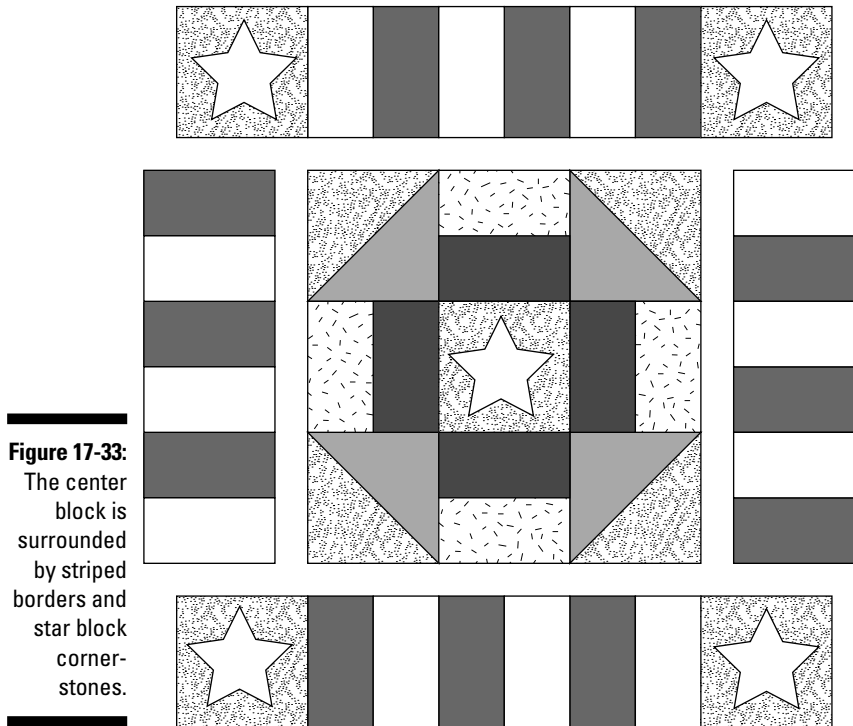 Figure 17-33:
The center
block is
surrounded
by striped
borders and
star block
corner-
stones.